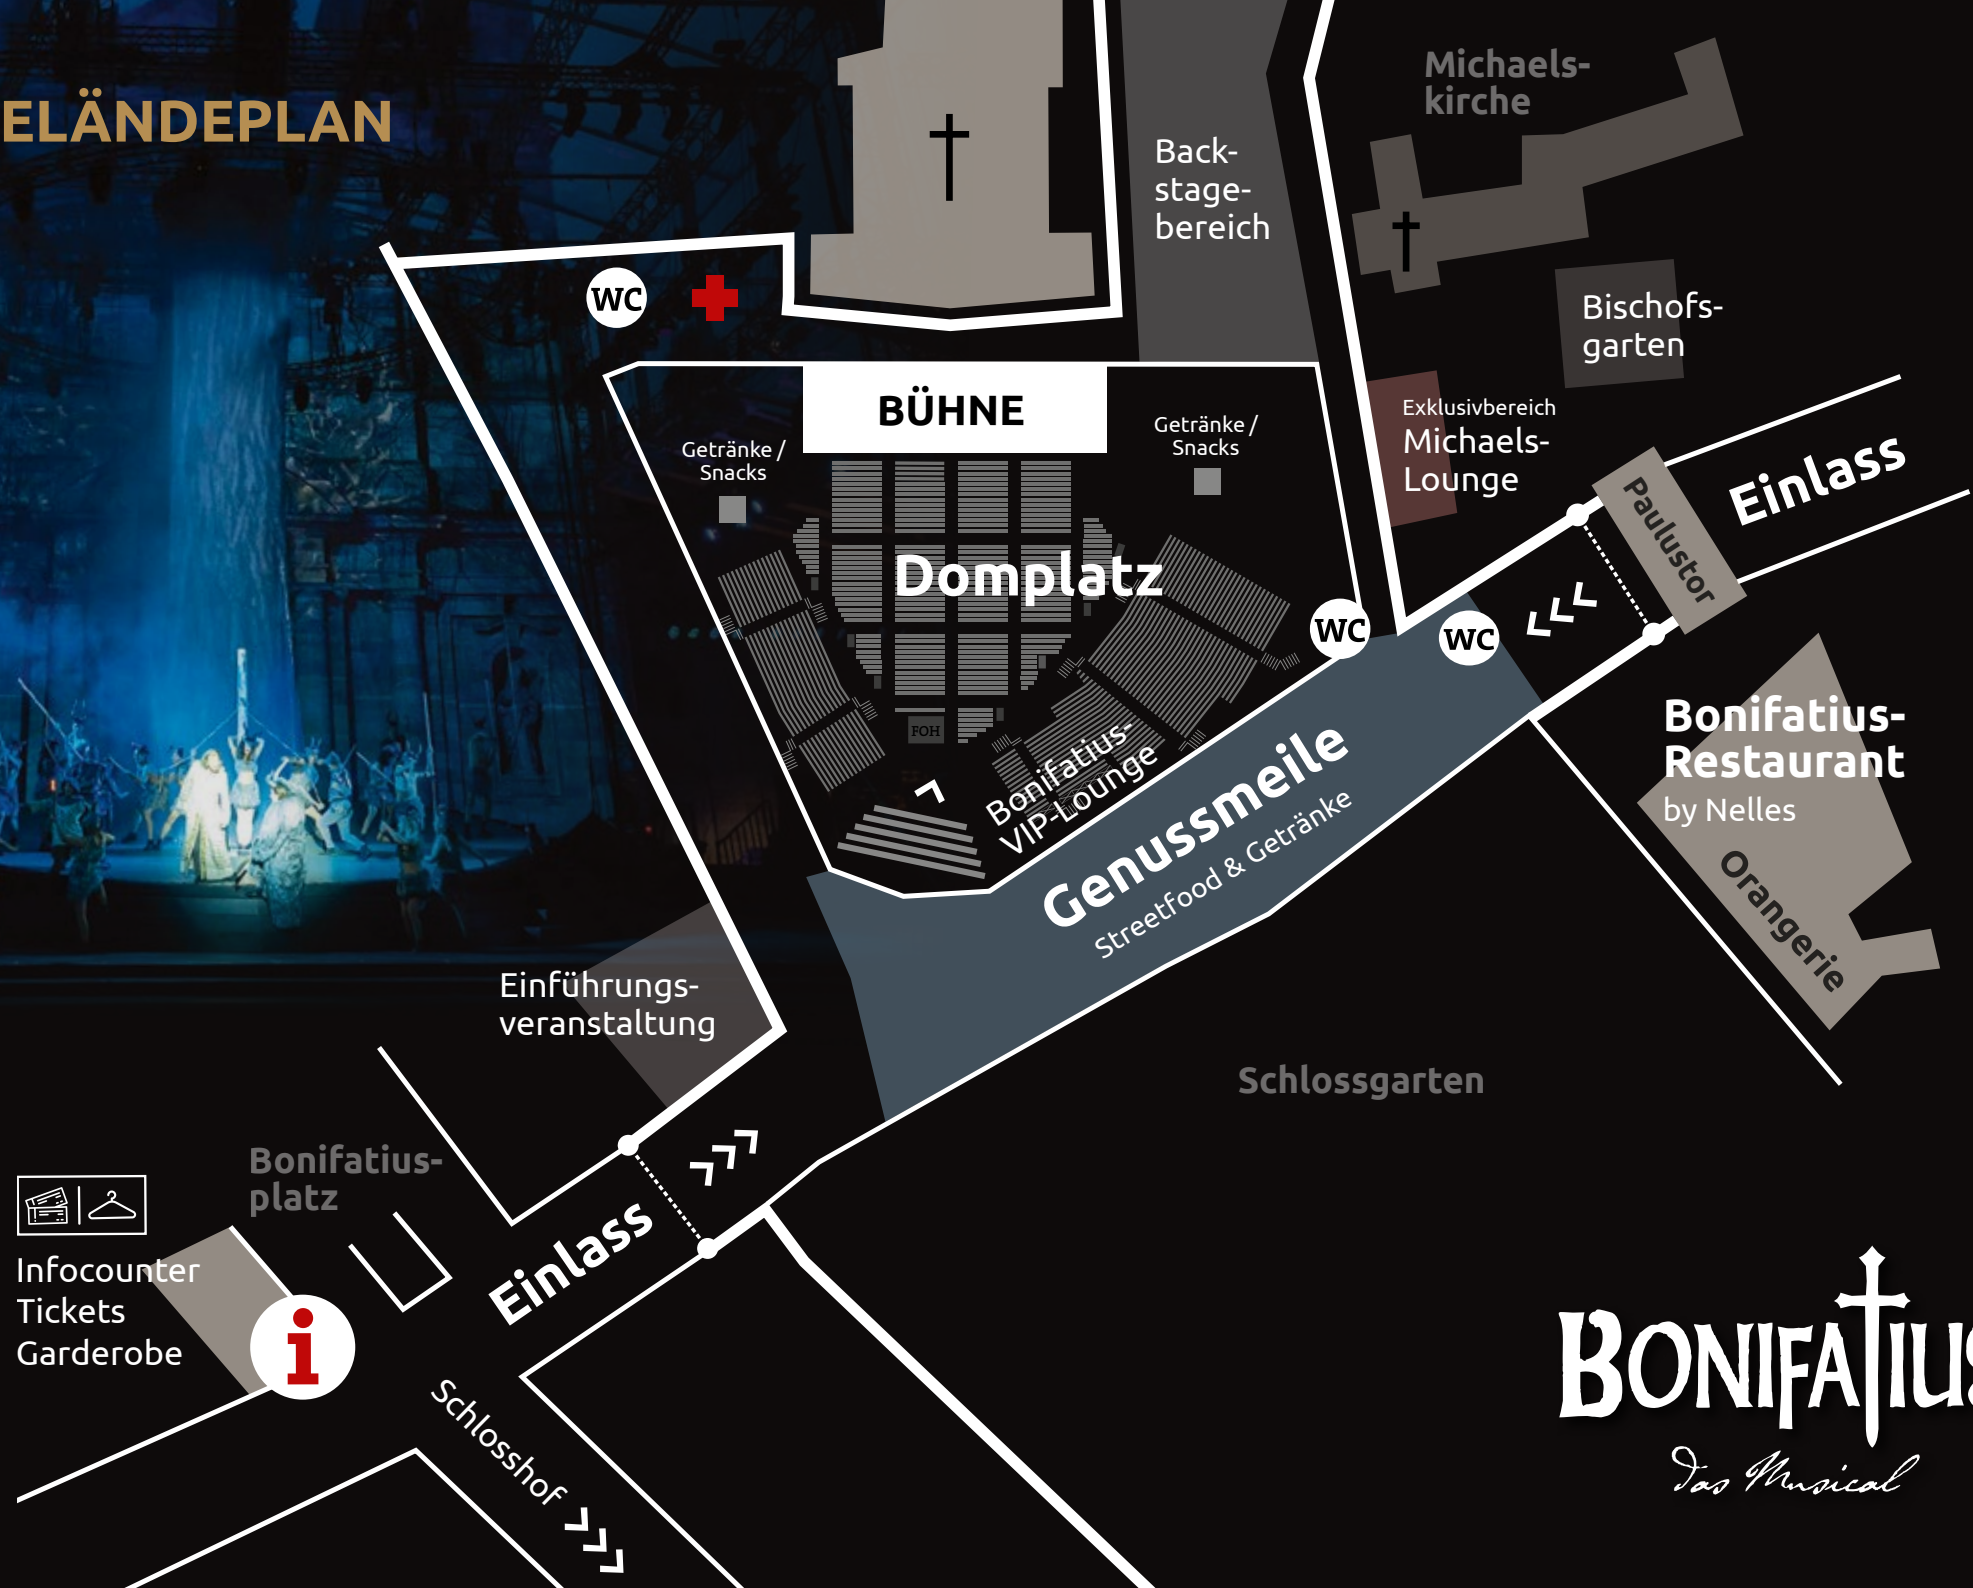 ELÄNDEPLAN
Michaels-
kirche
Back-
stage-
bereich
WC
Bischofs-
garten
BÜHNE
Getränke /
Snacks
Getränke /
Snacks
Exklusivbereich
Michaels-
Lounge
Einlass
Paulustor
Domplatz
WC
WC
FOH
Bonifatius-
VIP-Lounge
Genussmeile
Streetfood & Getränke
Bonifatius-
Restaurant
by Nelles
Orangerie
Einführungs-
veranstaltung
Schlossgarten
Bonifatius-
platz
Infocounter
Tickets
Garderobe
i
Einlass
Schlosshof
BONIFATIUS
das Musical